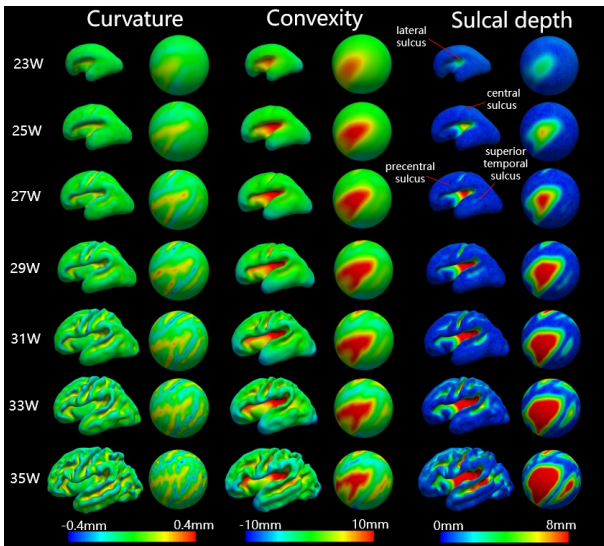 Curvature Convexity Sulcal depth
23W
lateral
sulcus
25W
central
sulcus
27W
precentral
sulcus
superior
temporal
sulcus
29W
31W
33W
35W
-0.4mm 0.4mm -10mm 10mm 0mm 8mm